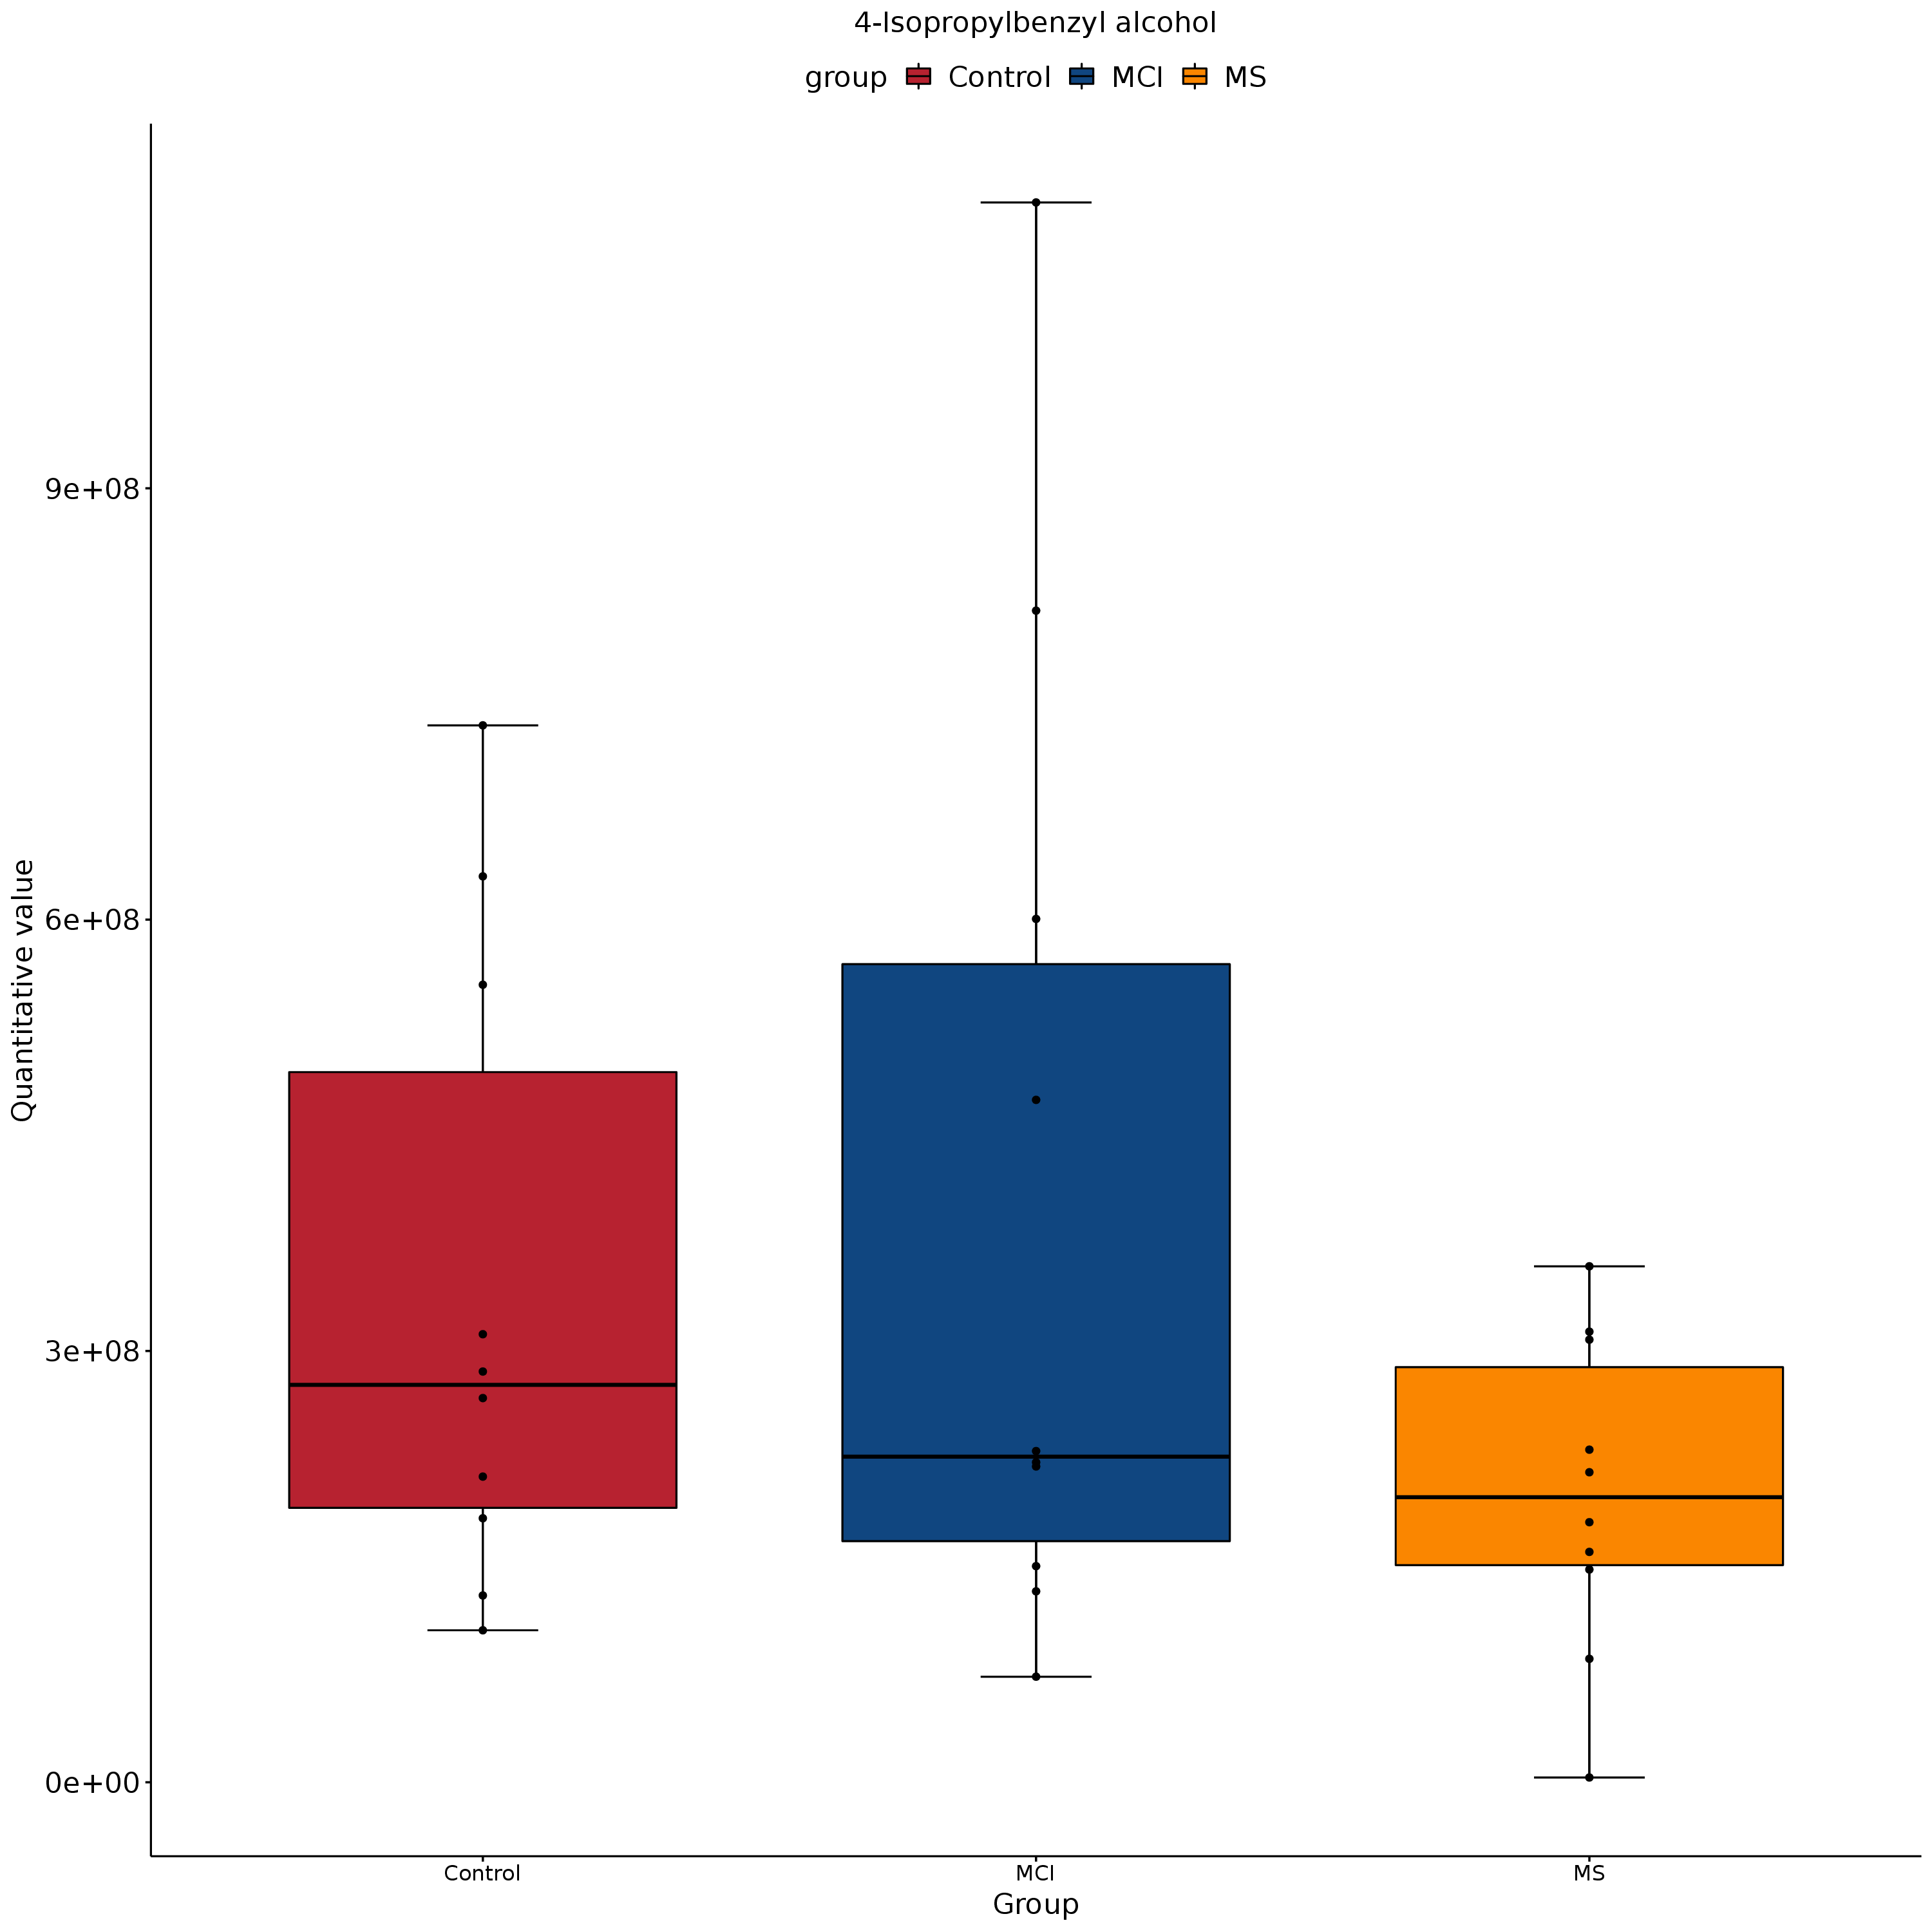 4-Isopropylbenzyl alcohol
group Control MCI MS
9e+08
6e+08
3e+08
0e+00
Quantitative value
Control MCI MS
Group